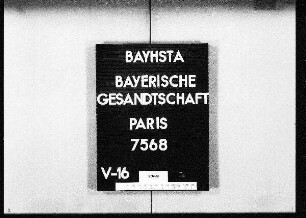 BAYHSTA
BAYERISCHE
GESANDTSCHAFT
PARIS
7568
V-16